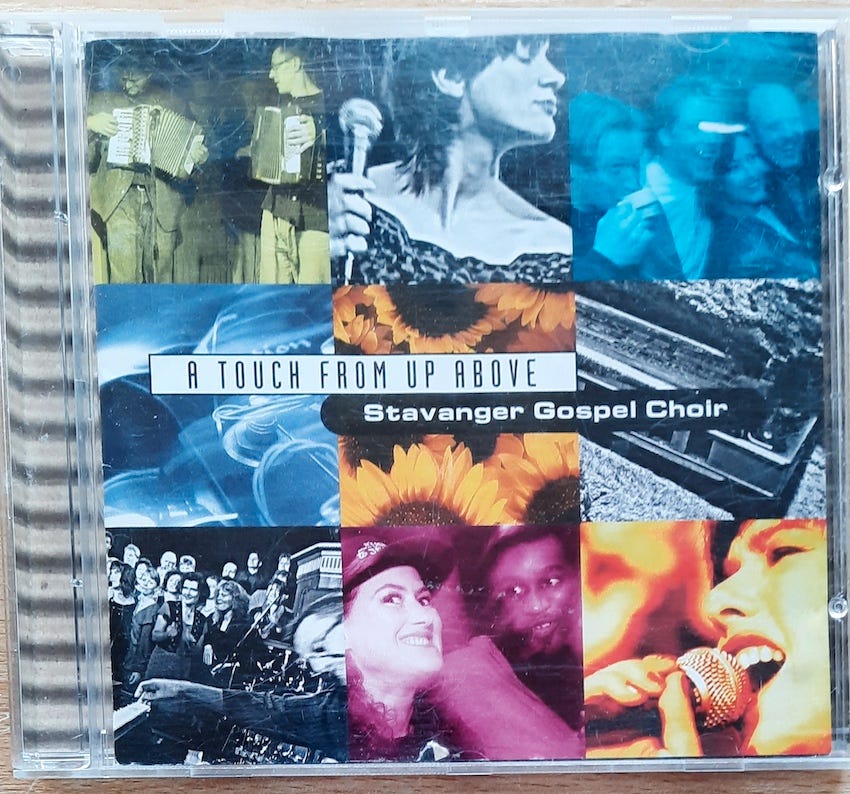 A TOUCH FROM UP ABOVE
Stavanger Gospel Choir